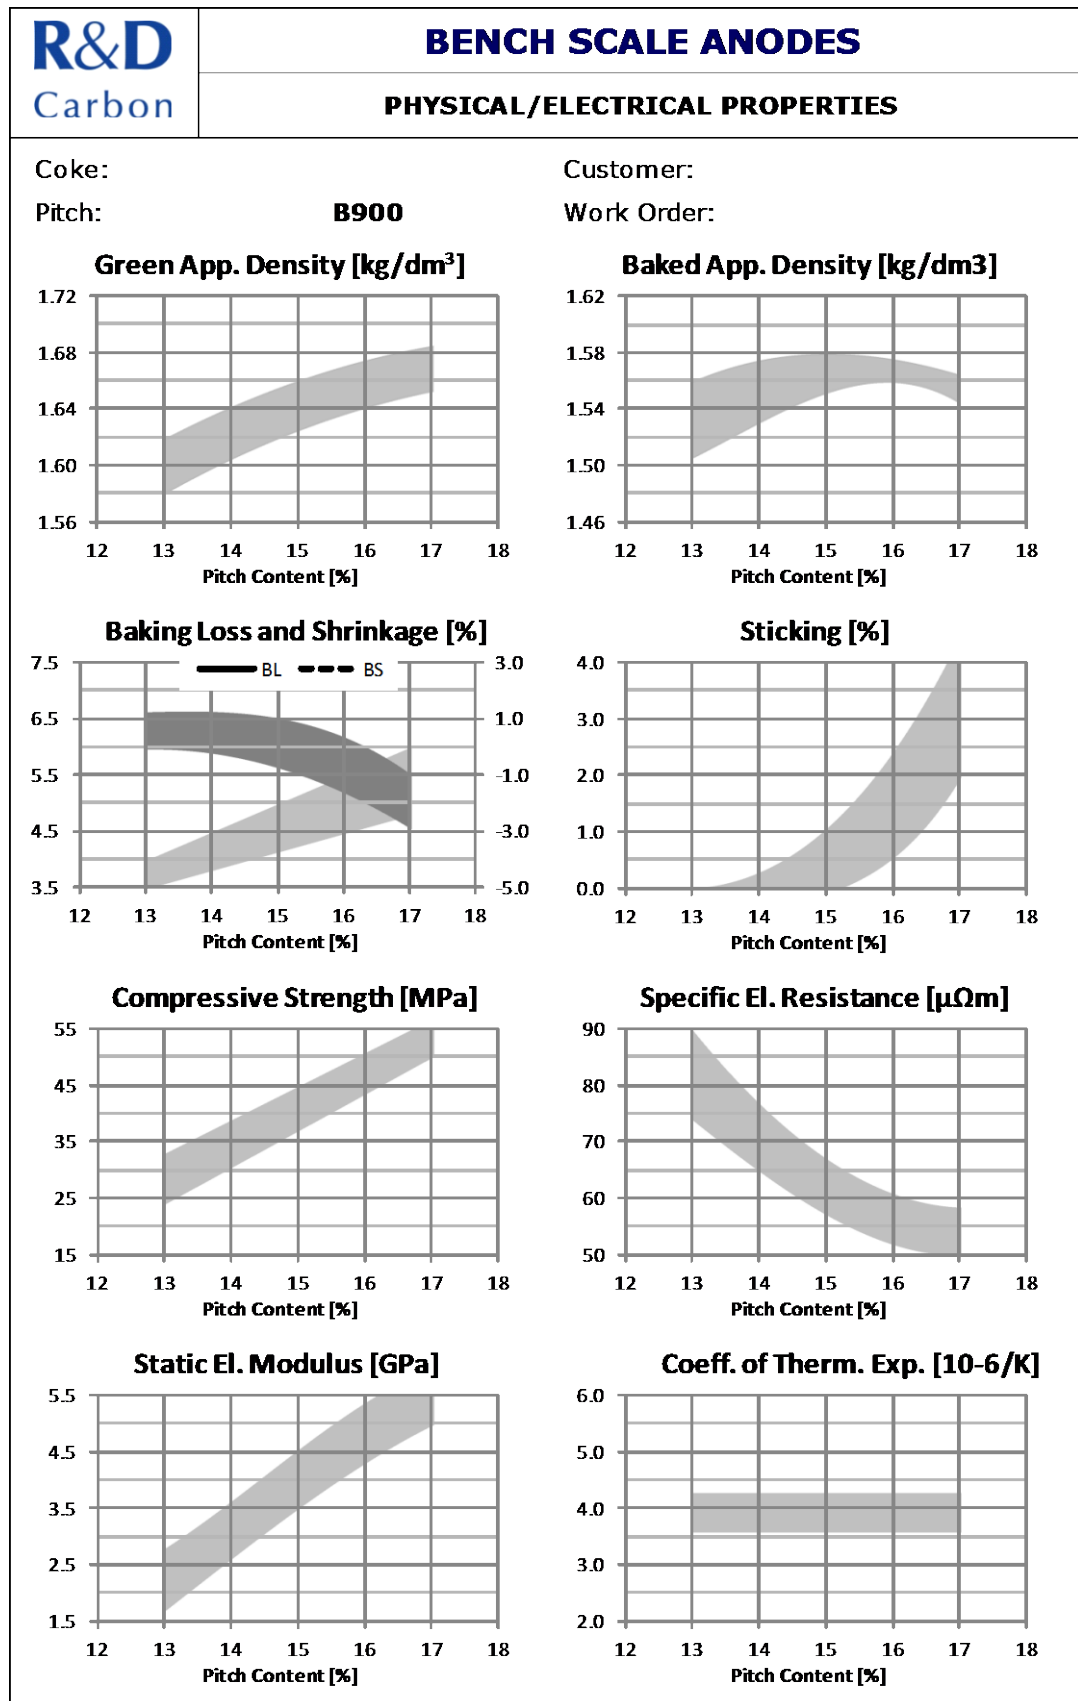 R&D
Carbon
BENCH SCALE ANODES
PHYSICAL/ELECTRICAL PROPERTIES
Coke:
Customer:
Pitch: B900
Work Order:
Green App. Density [kg/dm³]
1.72
1.68
1.64
1.60
1.56
12 13 14 15 16 17 18
Pitch Content [%]
Baked App. Density [kg/dm3]
1.62
1.58
1.54
1.50
1.46
12 13 14 15 16 17 18
Pitch Content [%]
Baking Loss and Shrinkage [%]
BL BS
7.5 3.0
6.5 1.0
5.5 -1.0
4.5 -3.0
3.5 -5.0
12 13 14 15 16 17 18
Pitch Content [%]
Sticking [%]
4.0
3.0
2.0
1.0
0.0
12 13 14 15 16 17 18
Pitch Content [%]
Compressive Strength [MPa]
55
45
35
25
15
12 13 14 15 16 17 18
Pitch Content [%]
Specific El. Resistance [µΩm]
90
80
70
60
50
12 13 14 15 16 17 18
Pitch Content [%]
Static El. Modulus [GPa]
5.5
4.5
3.5
2.5
1.5
12 13 14 15 16 17 18
Pitch Content [%]
Coeff. of Therm. Exp. [10-6/K]
6.0
5.0
4.0
3.0
2.0
12 13 14 15 16 17 18
Pitch Content [%]